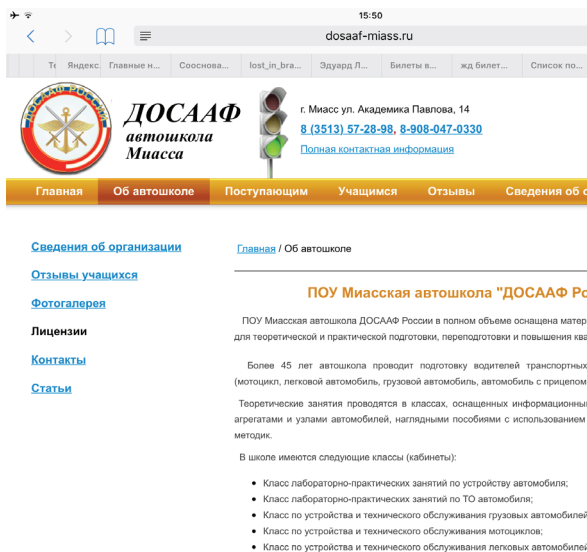 15:50
dosaaf-miass.ru
Яндекс. Главные н... Сооснова... lost_in_bra... Эдуард Л... Билеты в... жд билет... Список по...
ДОСААФ РОССИИ
ДОСААФ
автошкола
Миасса
г. Миасс ул. Академика Павлова, 14
8 (3513) 57-28-98, 8-908-047-0330
Полная контактная информация
Главная Об автошколе Поступающим Учащимся Отзывы Сведения об
Сведения об организации
Отзывы учащихся
Фотогалерея
Лицензии
Контакты
Статьи
Главная / Об автошколе
ПОУ Миасская автошкола "ДОСААФ Ро
ПОУ Миасская автошкола ДОСААФ России в полном объеме оснащена матер
для теоретической и практической подготовки, переподготовки и повышения ква
Более 45 лет автошкола проводит подготовку водителей транспортных
(мотоцикл, легковой автомобиль, грузовой автомобиль, автомобиль с прицепом
Теоретические занятия проводятся в классах, оснащенных информационны
агрегатами и узлами автомобилей, наглядными пособиями с использованием
методик.
В школе имеются следующие классы (кабинеты):
Класс лабораторно-практических занятий по устройству автомобиля;
Класс лабораторно-практических занятий по ТО автомобиля;
Класс по устройства и технического обслуживания грузовых автомобилей
Класс по устройства и технического обслуживания мотоциклов;
Класс по устройства и технического обслуживания легковых автомобилей